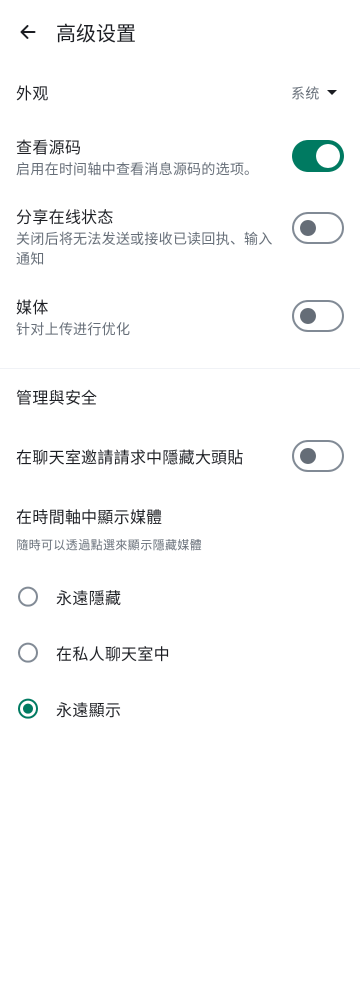 高级设置
外观 系统
查看源码
启用在时间轴中查看消息源码的选项。
分享在线状态
关闭后将无法发送或接收已读回执、输入
通知
媒体
针对上传进行优化
管理與安全
在聊天室邀請請求中隱藏大頭貼
在時間軸中顯示媒體
隨時可以透過點選來顯示隱藏媒體
永遠隱藏
在私人聊天室中
永遠顯示